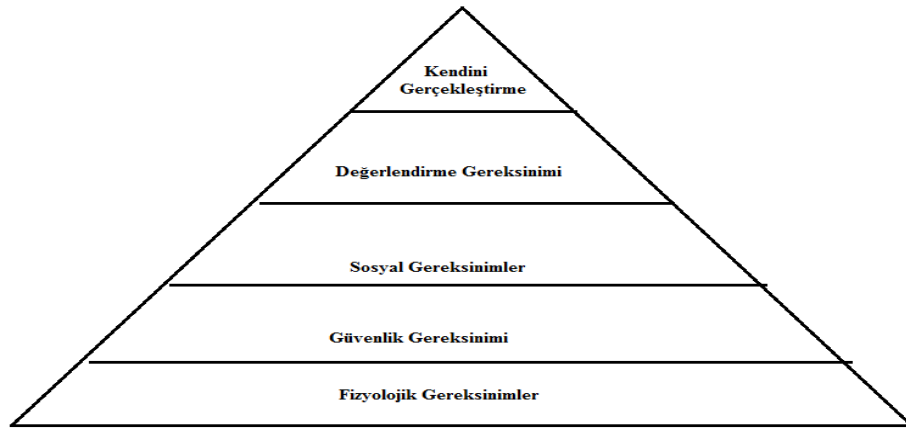 Kendini
Gerçekleştirme
Değerlendirme Gereksinimi
Sosyal Gereksinimler
Güvenlik Gereksinimi
Fizyolojik Gereksinimler